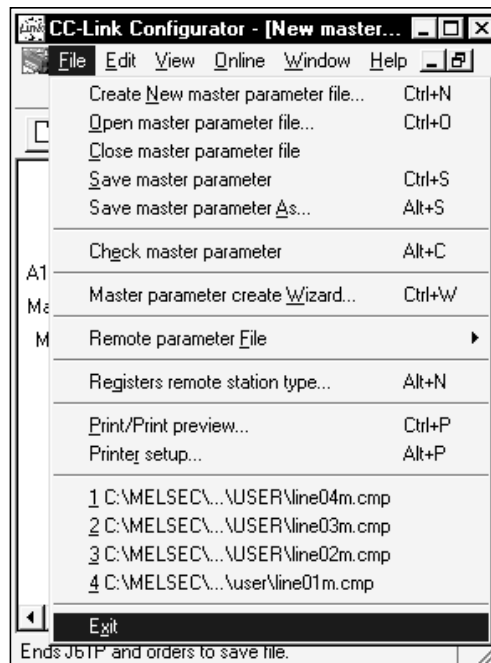 CC-Link Configurator - [New master...
File Edit View Online Window Help
Create New master parameter file... Ctrl+N
Open master parameter file... Ctrl+O
Close master parameter file
Save master parameter Ctrl+S
Save master parameter As... Alt+S
Check master parameter Alt+C
A1
Master parameter create Wizard... Ctrl+W
Ma
M
Remote parameter File
Registers remote station type... Alt+N
Print/Print preview... Ctrl+P
Printer setup... Alt+P
1 C:\MELSEC\...\USER\line04m.cmp
2 C:\MELSEC\...\USER\line03m.cmp
3 C:\MELSEC\...\USER\line02m.cmp
4 C:\MELSEC\...\user\line01m.cmp
Exit
Ends J61P and orders to save file.